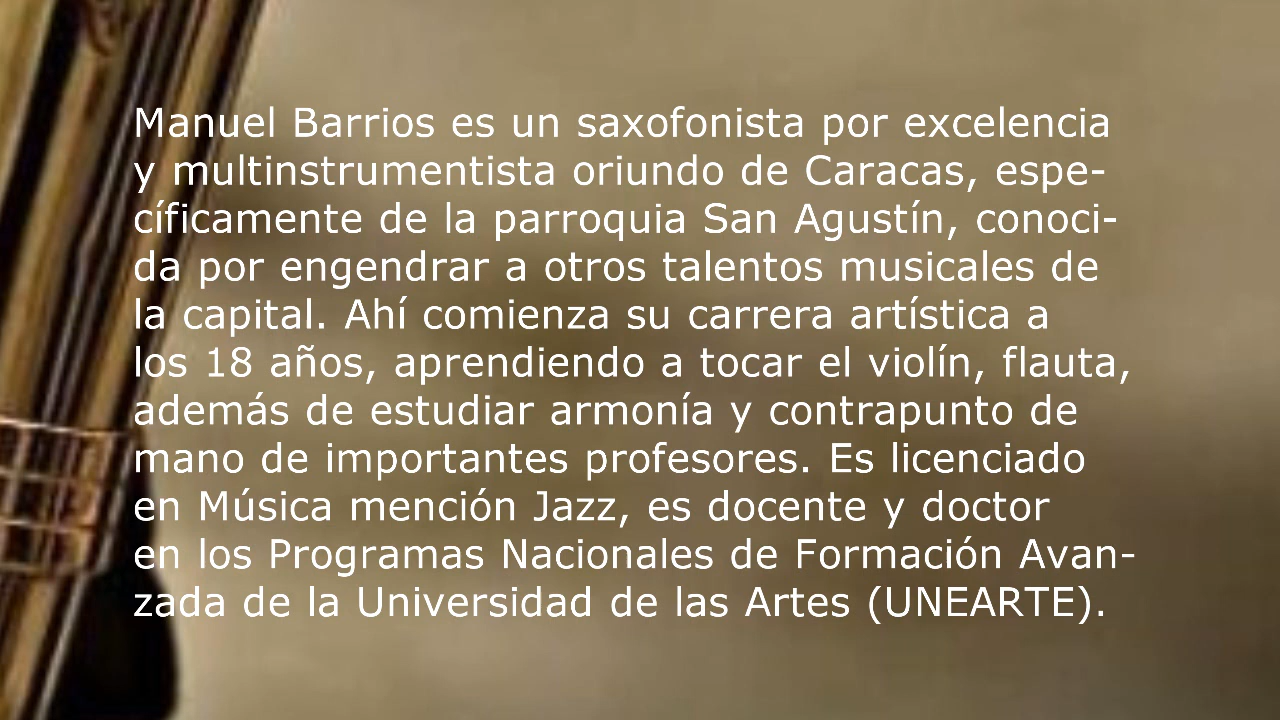 Manuel Barrios es un saxofonista por excelencia
y multinstrumentista oriundo de Caracas, espe-
cíficamente de la parroquia San Agustín, conoci-
da por engendrar a otros talentos musicales de
la capital. Ahí comienza su carrera artística a
los 18 años, aprendiendo a tocar el violín, flauta,
además de estudiar armonía y contrapunto de
mano de importantes profesores. Es licenciado
en Música mención Jazz, es docente y doctor
en los Programas Nacionales de Formación Avan-
zada de la Universidad de las Artes (UNEARTE).